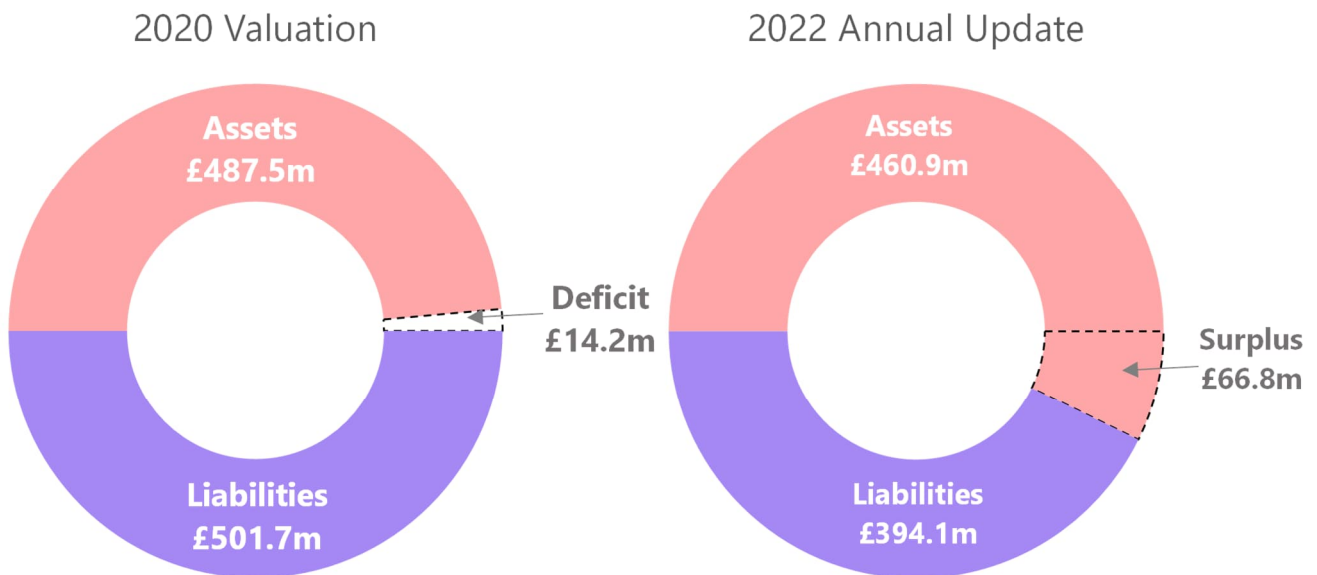 2020 Valuation
Assets
£487.5m
Deficit
£14.2m
Liabilities
£501.7m
2022 Annual Update
Assets
£460.9m
Surplus
£66.8m
Liabilities
£394.1m